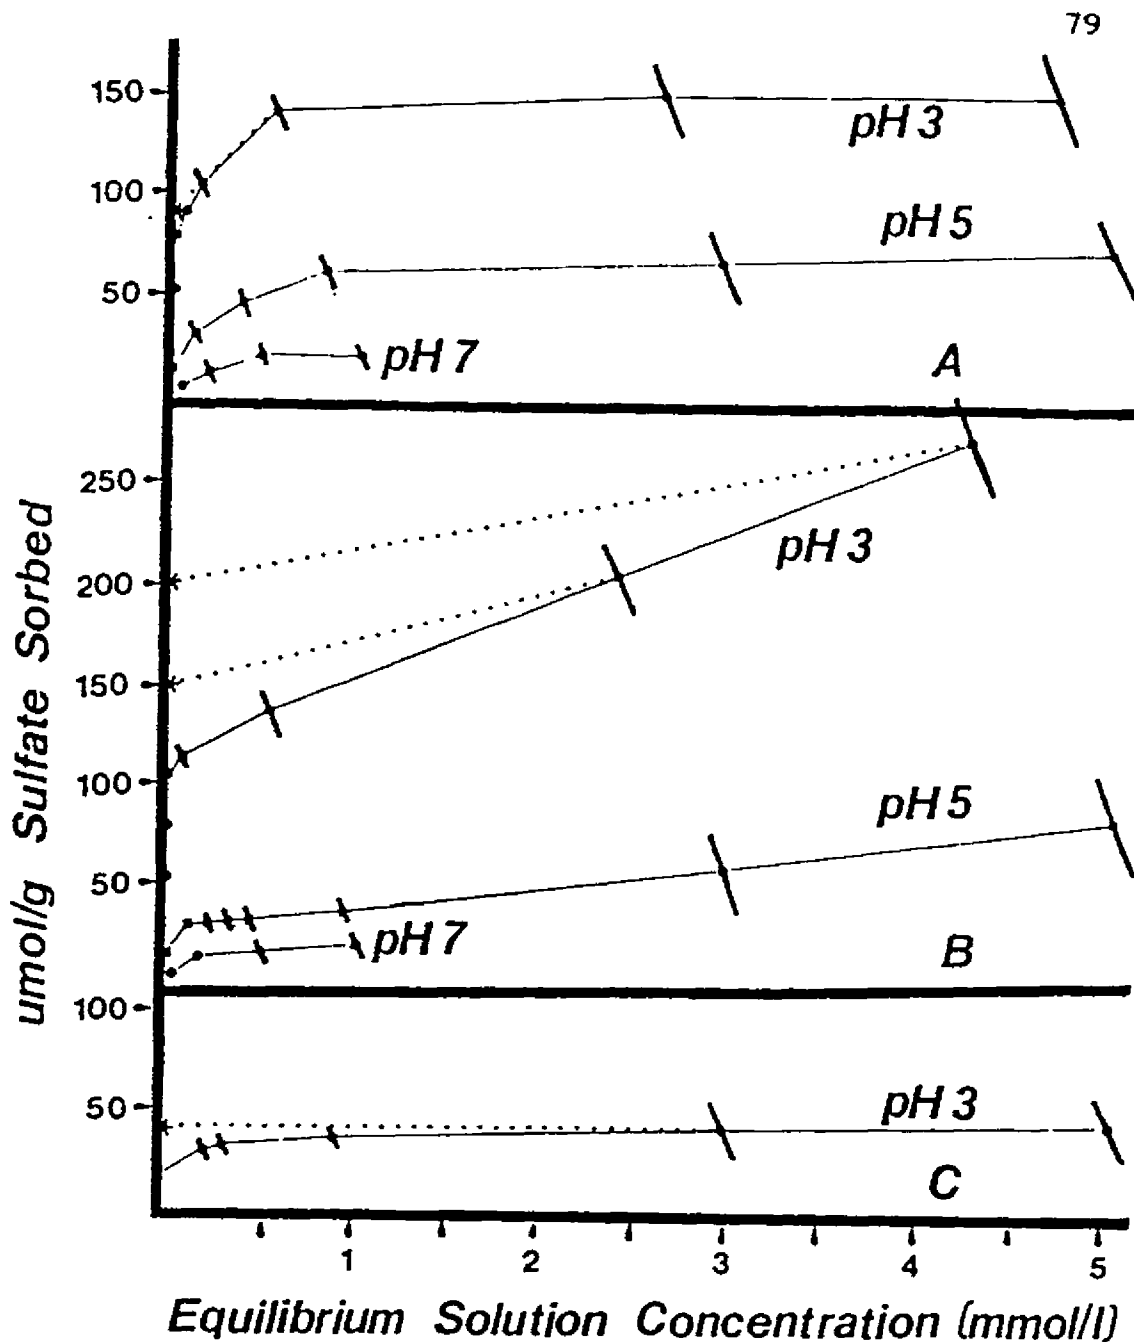 79
150
100
50
pH 3
pH 5
pH 7
A
umol/g Sulfate Sorbed
250
200
150
100
50
pH 3
pH 5
pH 7
B
100
50
pH 3
C
1 2 3 4 5
Equilibrium Solution Concentration (mmol/l)